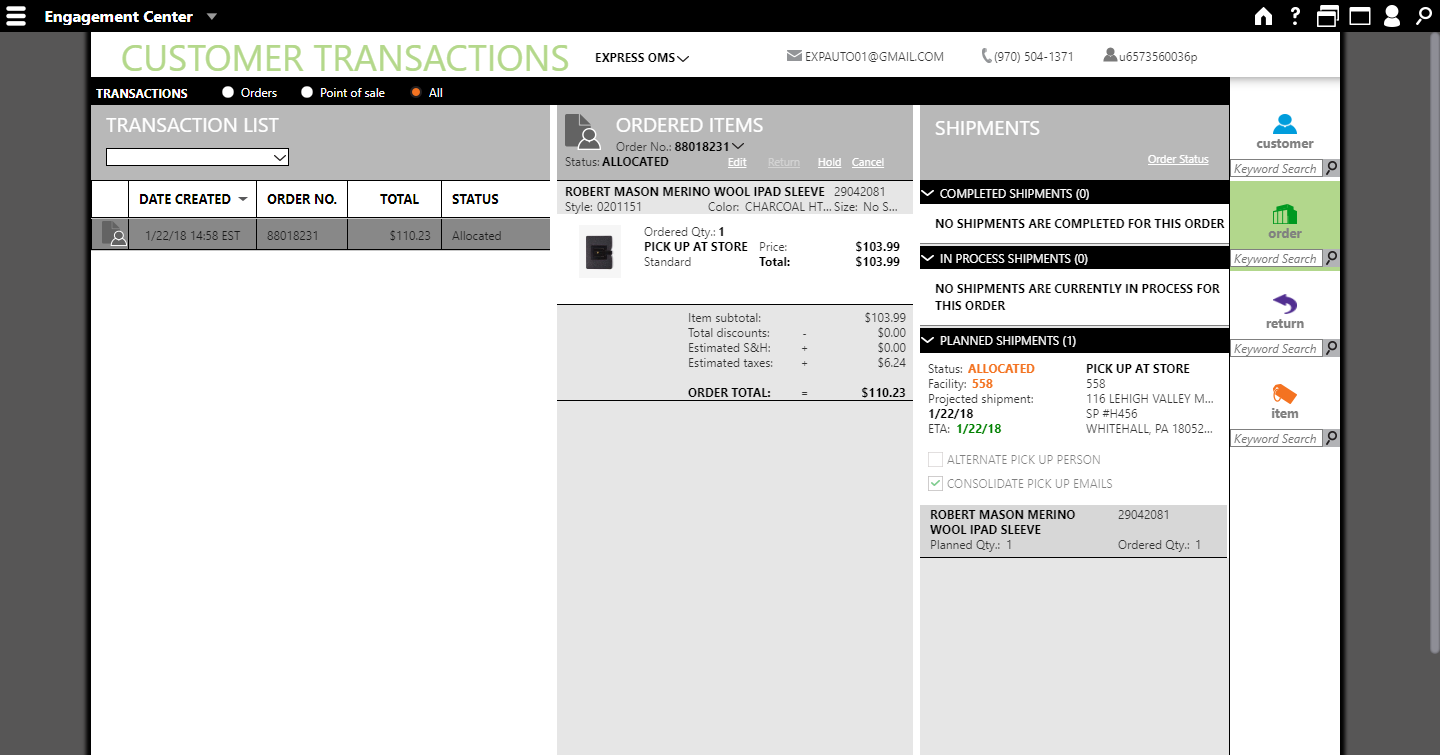 Engagement Center
CUSTOMER TRANSACTIONS
EXPRESS OMS
EXPAUTO01@GMAIL.COM
(970) 504-1371
u6573560036p
TRANSACTIONS
Orders
Point of sale
All
TRANSACTION LIST
DATE CREATED
ORDER NO.
TOTAL
STATUS
1/22/18 14:58 EST
88018231
$110.23
Allocated
ORDERED ITEMS
Order No.: 88018231
Status: ALLOCATED
Edit
Return
Hold
Cancel
ROBERT MASON MERINO WOOL IPAD SLEEVE 29042081
Style: 0201151 Color: CHARCOAL HT... Size: No S...
Ordered Qty.: 1
PICK UP AT STORE Price: $103.99
Standard Total: $103.99
Item subtotal: $103.99
Total discounts: - $0.00
Estimated S&H: + $0.00
Estimated taxes: + $6.24
ORDER TOTAL: = $110.23
SHIPMENTS
Order Status
COMPLETED SHIPMENTS (0)
NO SHIPMENTS ARE COMPLETED FOR THIS ORDER
IN PROCESS SHIPMENTS (0)
NO SHIPMENTS ARE CURRENTLY IN PROCESS FOR
THIS ORDER
PLANNED SHIPMENTS (1)
Status: ALLOCATED
Facility: 558
Projected shipment:
1/22/18
ETA: 1/22/18
PICK UP AT STORE
558
116 LEHIGH VALLEY M...
SP #H456
WHITEHALL, PA 18052...
ALTERNATE PICK UP PERSON
CONSOLIDATE PICK UP EMAILS
ROBERT MASON MERINO
WOOL IPAD SLEEVE
29042081
Planned Qty.: 1
Ordered Qty.: 1
customer
Keyword Search
order
Keyword Search
return
Keyword Search
item
Keyword Search